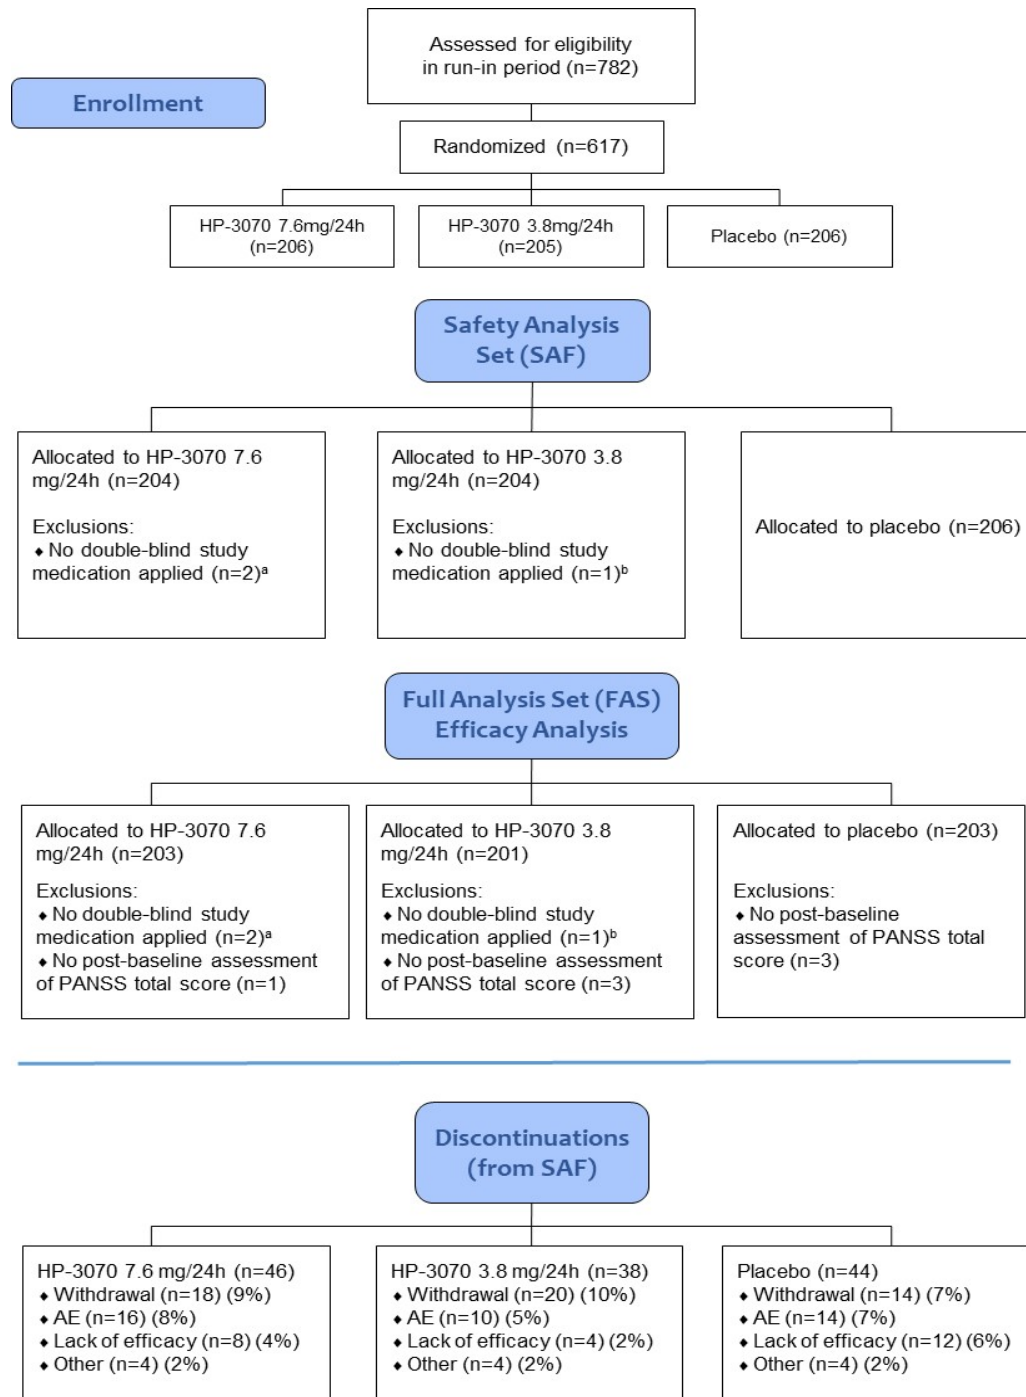 Assessed for eligibility
in run-in period (n=782)
Enrollment
Randomized (n=617)
HP-3070 7.6mg/24h
(n=206)
HP-3070 3.8mg/24h
(n=205)
Placebo (n=206)
Safety Analysis
Set (SAF)
Allocated to HP-3070 7.6
mg/24h (n=204)
Exclusions:
♦ No double-blind study
medication applied (n=2)ᵃ
Allocated to HP-3070 3.8
mg/24h (n=204)
Exclusions:
♦ No double-blind study
medication applied (n=1)ᵇ
Allocated to placebo (n=206)
Full Analysis Set (FAS)
Efficacy Analysis
Allocated to HP-3070 7.6
mg/24h (n=203)
Exclusions:
♦ No double-blind study
medication applied (n=2)ᵃ
♦ No post-baseline assessment
of PANSS total score (n=1)
Allocated to HP-3070 3.8
mg/24h (n=201)
Exclusions:
♦ No double-blind study
medication applied (n=1)ᵇ
♦ No post-baseline assessment
of PANSS total score (n=3)
Allocated to placebo (n=203)
Exclusions:
♦ No post-baseline
assessment of PANSS total
score (n=3)
Discontinuations
(from SAF)
HP-3070 7.6 mg/24h (n=46)
♦ Withdrawal (n=18) (9%)
♦ AE (n=16) (8%)
♦ Lack of efficacy (n=8) (4%)
♦ Other (n=4) (2%)
HP-3070 3.8 mg/24h (n=38)
♦ Withdrawal (n=20) (10%)
♦ AE (n=10) (5%)
♦ Lack of efficacy (n=4) (2%)
♦ Other (n=4) (2%)
Placebo (n=44)
♦ Withdrawal (n=14) (7%)
♦ AE (n=14) (7%)
♦ Lack of efficacy (n=12) (6%)
♦ Other (n=4) (2%)